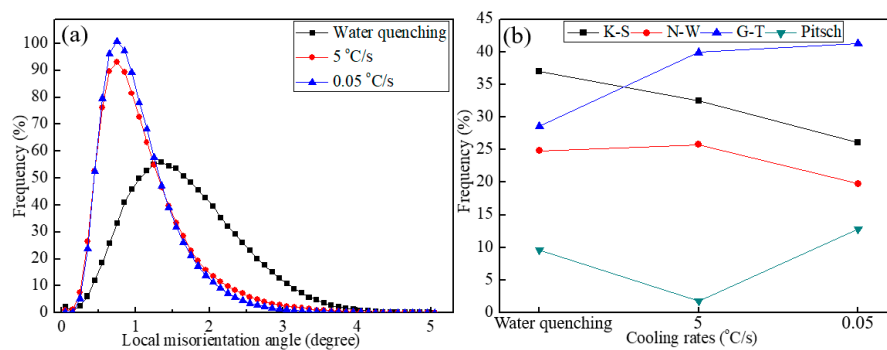 (a)
Water quenching
5 °C/s
0.05 °C/s
Frequency (%)
100
90
80
70
60
50
40
30
20
10
0
0 1 2 3 4 5
Local misorientation angle (degree)
(b)
K-S N-W G-T Pitsch
Frequency (%)
45
40
35
30
25
20
15
10
5
0
Water quenching 5 0.05
Cooling rates (°C/s)